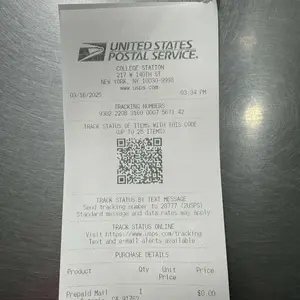 UNITED STATES
POSTAL SERVICE®
COLLEGE STATION
217 W 140TH ST
NEW YORK, NY 10030-9998
www.usps.com
03:34 PM
TRACKING NUMBERS
TRACK STATUS OF ITEMS WITH THIS CODE
(UP TO 25 ITEMS)
TRACK STATUS BY TEXT MESSAGE
Send tracking number to 28777 (2USPS)
Standard message and data rates may apply
TRACK STATUS ONLINE
Visit https://www.usps.com/tracking
Text and e-mail alerts available
PURCHASE DETAILS
Product Qty Unit Price
Price
Prepaid Mail 1 $0.00